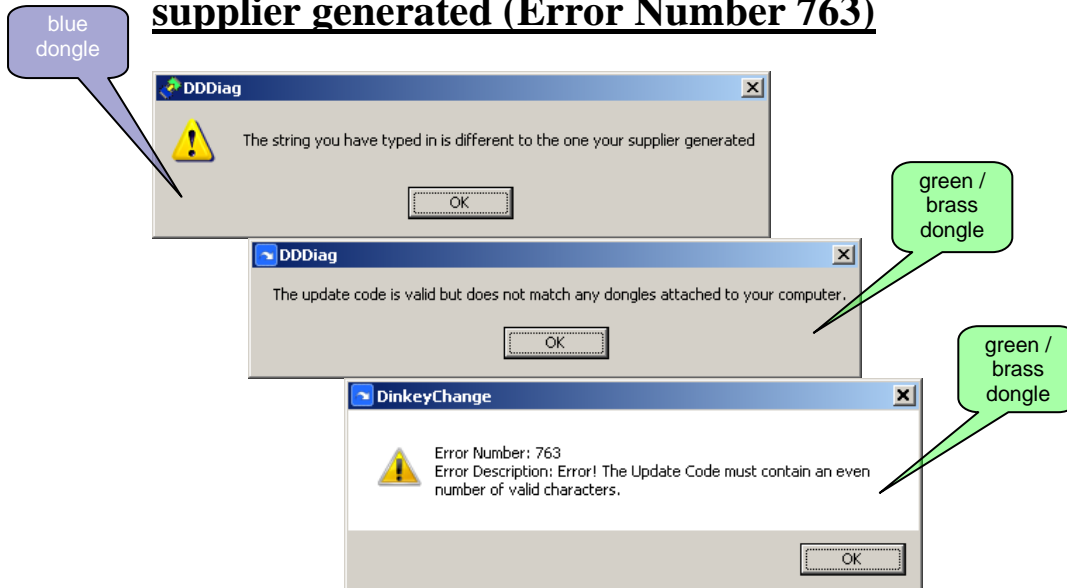 supplier generated (Error Number 763)
blue
dongle
DDDiag
The string you have typed in is different to the one your supplier generated
OK
green /
brass
dongle
DDDiag
The update code is valid but does not match any dongles attached to your computer.
OK
green /
brass
dongle
DinkeyChange
Error Number: 763
Error Description: Error! The Update Code must contain an even
number of valid characters.
OK